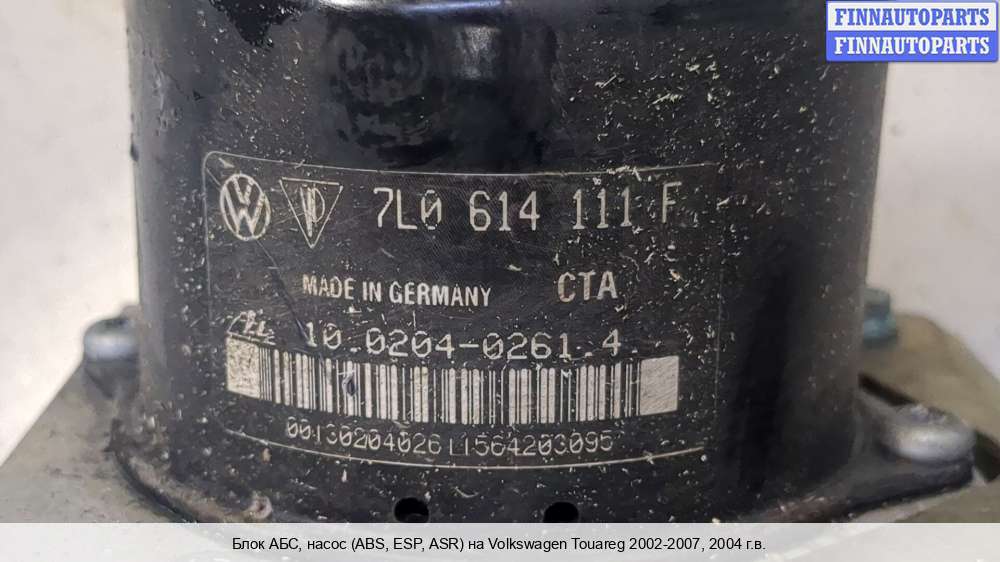 FINNAUTOPARTS
FINNAUTOPARTS
7L0 614 111 F
MADE IN GERMANY CTA
10.0204-0261.4
Блок АБС, насос (ABS, ESP, ASR) на Volkswagen Touareg 2002-2007, 2004 г.в.